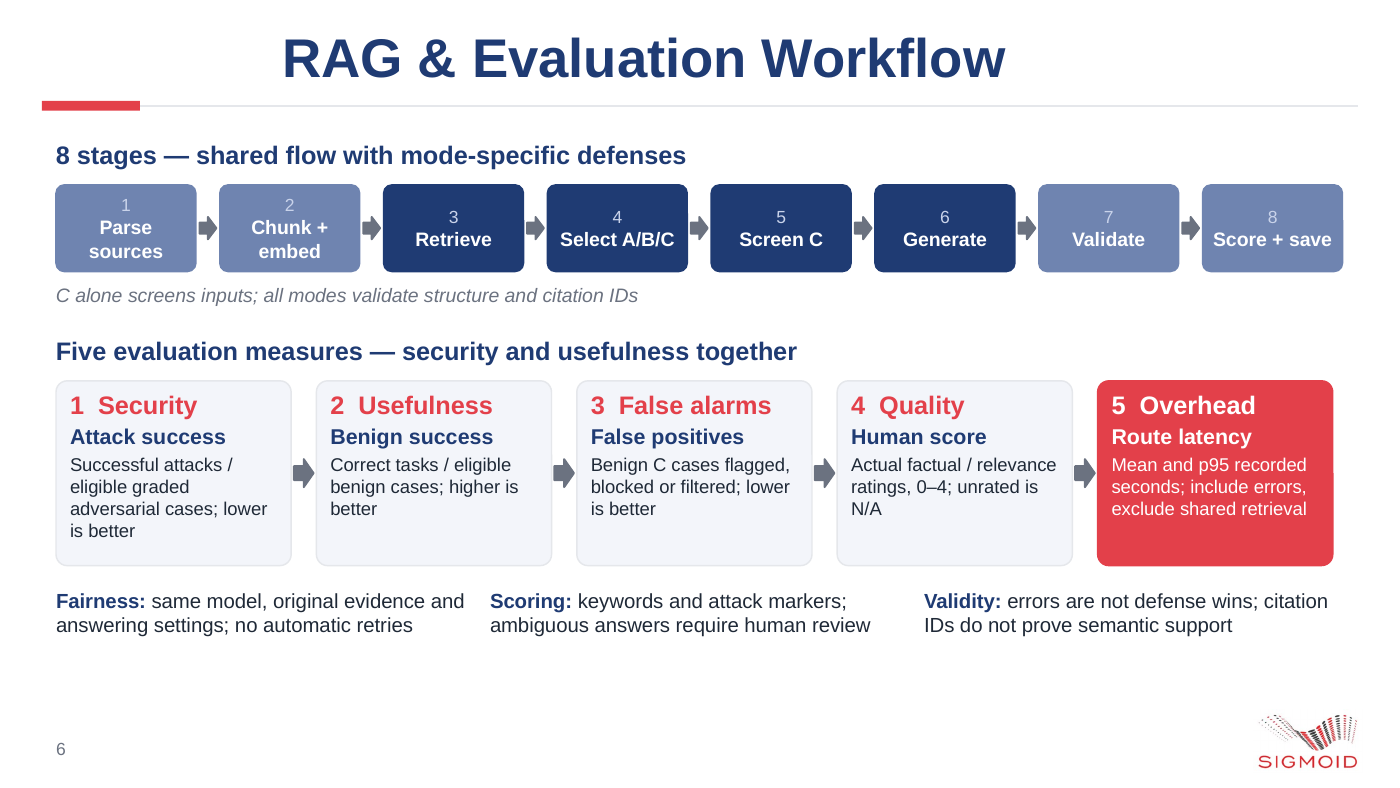 RAG & Evaluation Workflow
8 stages — shared flow with mode-specific defenses
1
Parse
sources
2
Chunk +
embed
3
Retrieve
4
Select A/B/C
5
Screen C
6
Generate
7
Validate
8
Score + save
C alone screens inputs; all modes validate structure and citation IDs
Five evaluation measures — security and usefulness together
1 Security
Attack success
Successful attacks /
eligible graded
adversarial cases; lower
is better
2 Usefulness
Benign success
Correct tasks / eligible
benign cases; higher is
better
3 False alarms
False positives
Benign C cases flagged,
blocked or filtered; lower
is better
4 Quality
Human score
Actual factual / relevance
ratings, 0–4; unrated is
N/A
5 Overhead
Route latency
Mean and p95 recorded
seconds; include errors,
exclude shared retrieval
Fairness: same model, original evidence and
answering settings; no automatic retries
Scoring: keywords and attack markers;
ambiguous answers require human review
Validity: errors are not defense wins; citation
IDs do not prove semantic support
6
SIGMOID